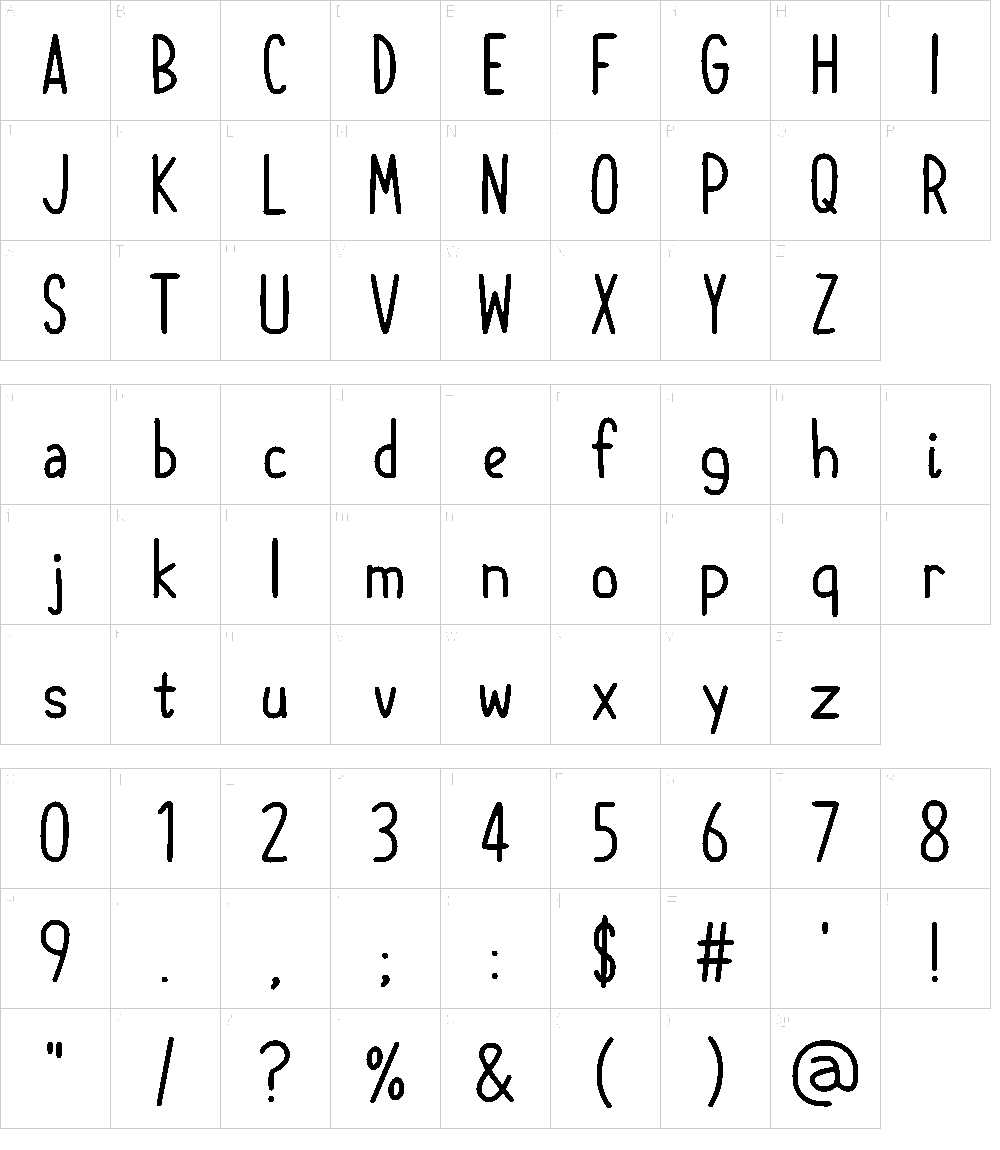 A B C D E F G H I
J K L M N O P Q R
S T U V W X Y Z
a b c d e f g h i
j k l m n o p q r
s t u v w x y z
0 1 2 3 4 5 6 7 8
9 . , ; : $ # ' !
" / ? % & ( ) @